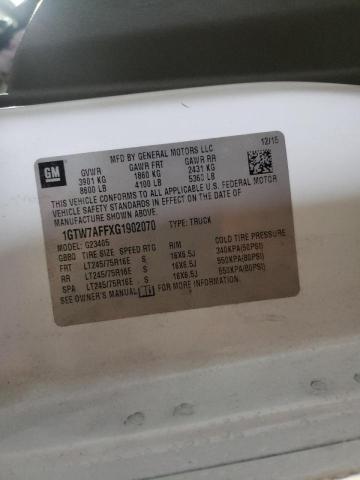 GM
MFD BY GENERAL MOTORS LLC 12/15
GVWR GAWR FRT GAWR RR
3901 KG 1860 KG 2431 KG
8600 LB 4100 LB 5360 LB
THIS VEHICLE CONFORMS TO ALL APPLICABLE U.S. FEDERAL MOTOR
VEHICLE SAFETY STANDARDS IN EFFECT ON THE DATE OF
MANUFACTURE SHOWN ABOVE.
1GTW7AFFXG1902070 TYPE: TRUCK
MODEL: G23405
GBBO TIRE SIZE SPEED RTG RIM COLD TIRE PRESSURE
FRT LT245/75R16E S 16X6.5J 340KPA(50PSI)
RR LT245/75R16E S 16X6.5J 550KPA(80PSI)
SPA LT245/75R16E S 16X6.5J 550KPA(80PSI)
SEE OWNER'S MANUAL FOR MORE INFORMATION.